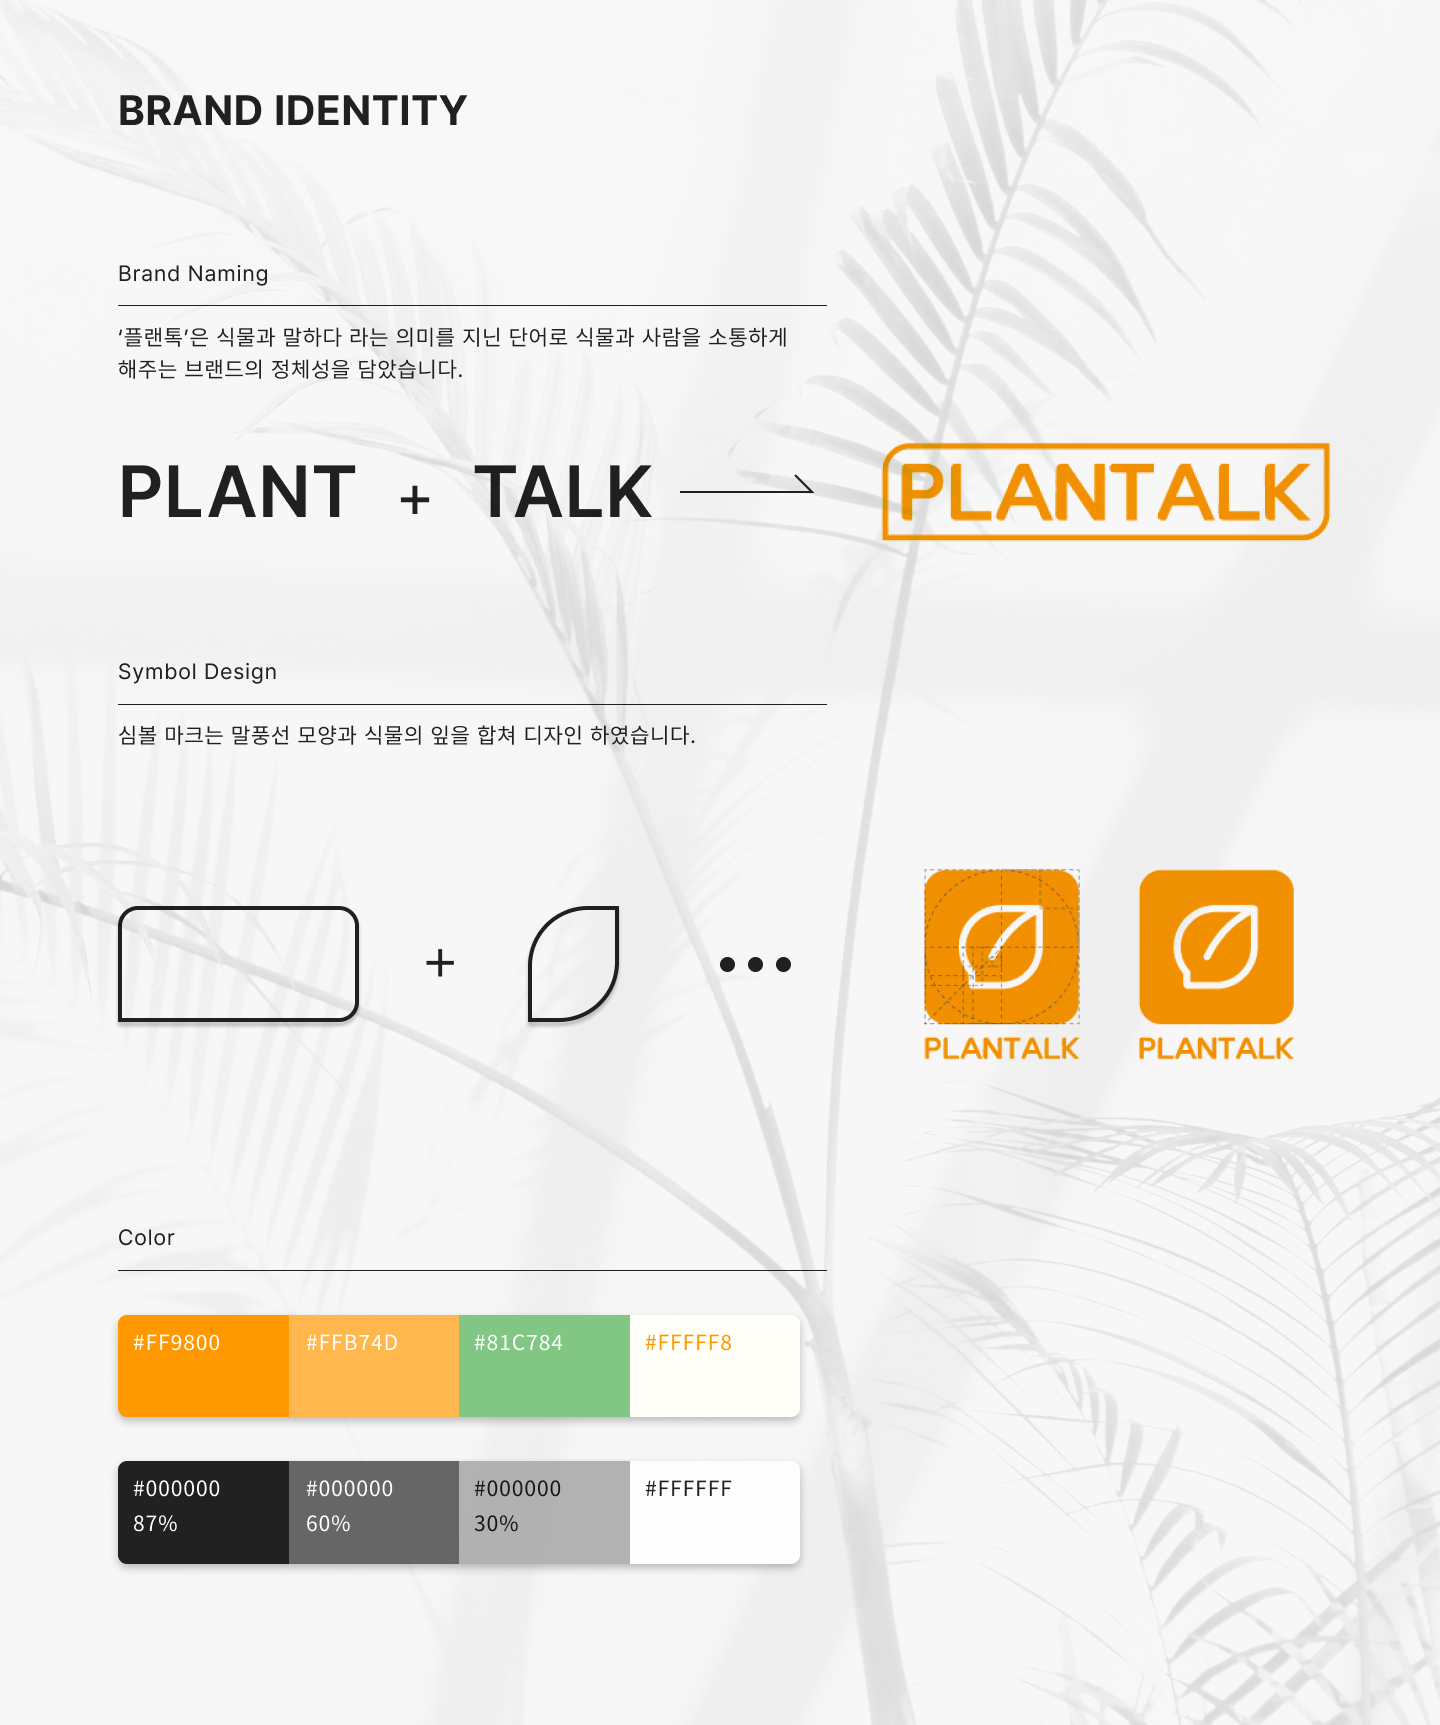 BRAND IDENTITY
Brand Naming
‘플랜톡’은 식물과 말하다 라는 의미를 지닌 단어로 식물과 사람을 소통하게
해주는 브랜드의 정체성을 담았습니다.
PLANT + TALK
PLANTALK
Symbol Design
심볼 마크는 말풍선 모양과 식물의 잎을 합쳐 디자인 하였습니다.
+
PLANTALK
PLANTALK
Color
#FF9800
#FFB74D
#81C784
#FFFFF8
#000000
87%
#000000
60%
#000000
30%
#FFFFFF